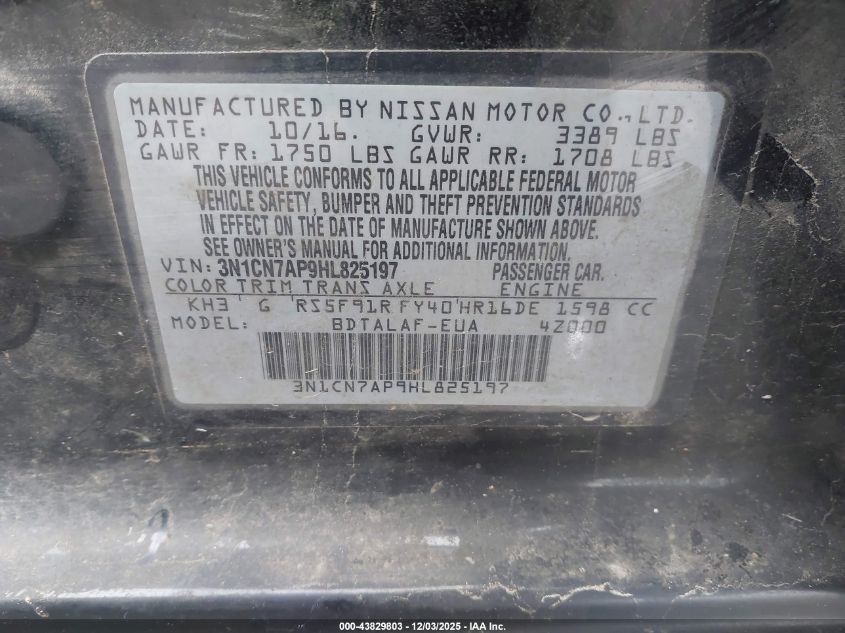 MANUFACTURED BY NISSAN MOTOR CO., LTD.
DATE: 10/16. GVWR: 3389 LBS
GAWR FR: 1750 LBS GAWR RR: 1708 LBS
THIS VEHICLE CONFORMS TO ALL APPLICABLE FEDERAL MOTOR
VEHICLE SAFETY, BUMPER AND THEFT PREVENTION STANDARDS
IN EFFECT ON THE DATE OF MANUFACTURE SHOWN ABOVE.
SEE OWNER'S MANUAL FOR ADDITIONAL INFORMATION.
VIN: 3N1CN7AP9HL825197 PASSENGER CAR.
COLOR TRIM TRANS AXLE ENGINE
KH3 G RS5F91R FY40 HR16DE 1598 CC
MODEL: BDTALAF-EUA 4Z000
3N1CN7AP9HL825197
000-43829803 - 12/03/2025 - IAA Inc.